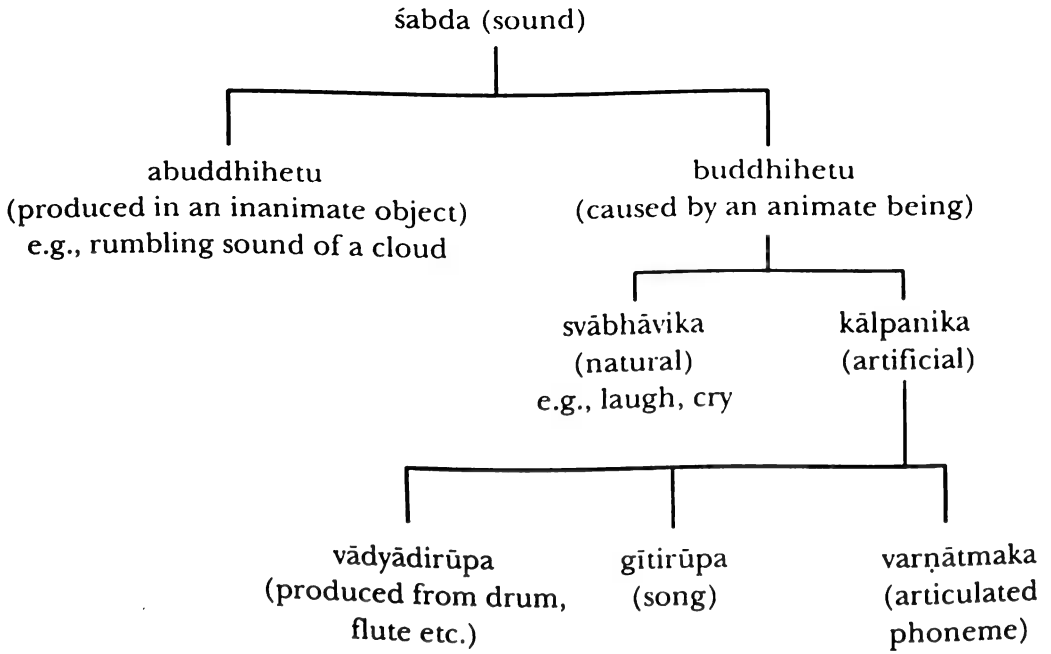 śabda (sound)
abuddhihetu
(produced in an inanimate object)
e.g., rumbling sound of a cloud
buddhihetu
(caused by an animate being)
svābhāvika
(natural)
e.g., laugh, cry
kālpanika
(artificial)
vādyādirūpa
(produced from drum,
flute etc.)
gītirūpa
(song)
varṇātmaka
(articulated
phoneme)